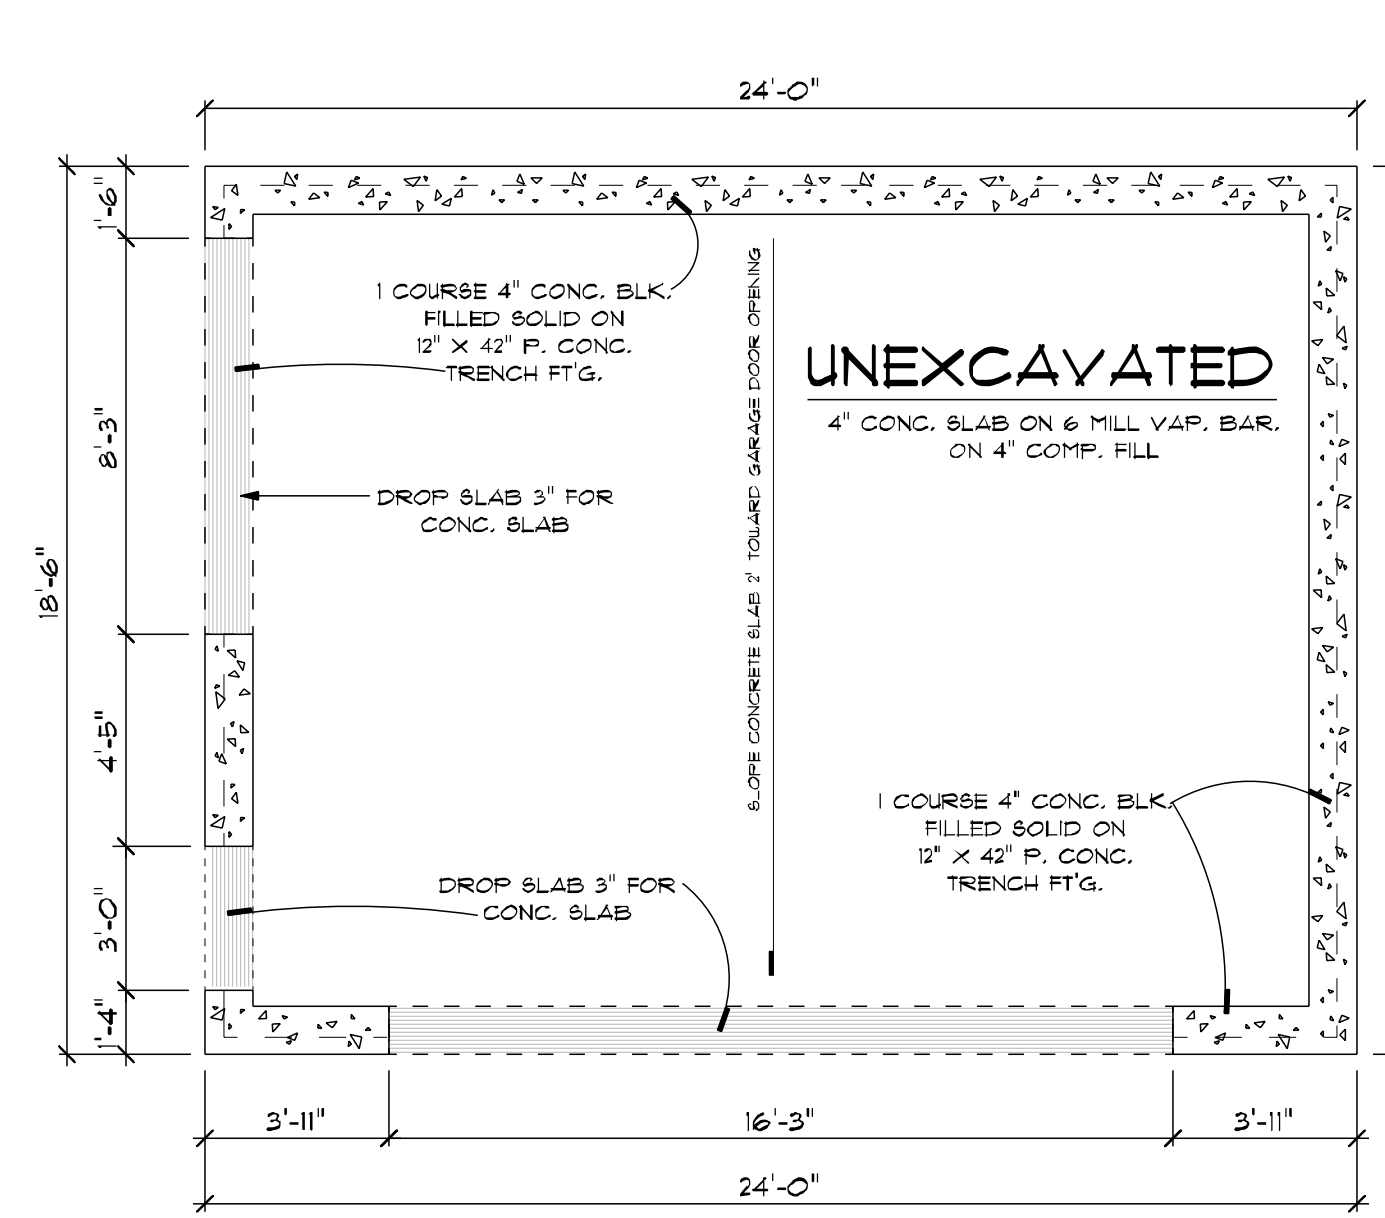 24'-0"
1'-6"
8'-3"
18'-6"
4'-5"
3'-0"
1'-4"
1 COURSE 4" CONC. BLK.
FILLED SOLID ON
12" X 42" P. CONC.
TRENCH FT'G.
DROP SLAB 3" FOR
CONC. SLAB
SLOPE CONCRETE SLAB 2' TOWARD GARAGE DOOR OPENING
UNEXCAVATED
4" CONC. SLAB ON 6 MILL VAP. BAR.
ON 4" COMP. FILL
1 COURSE 4" CONC. BLK.
FILLED SOLID ON
12" X 42" P. CONC.
TRENCH FT'G.
DROP SLAB 3" FOR
CONC. SLAB
3'-11"
16'-3"
3'-11"
24'-0"